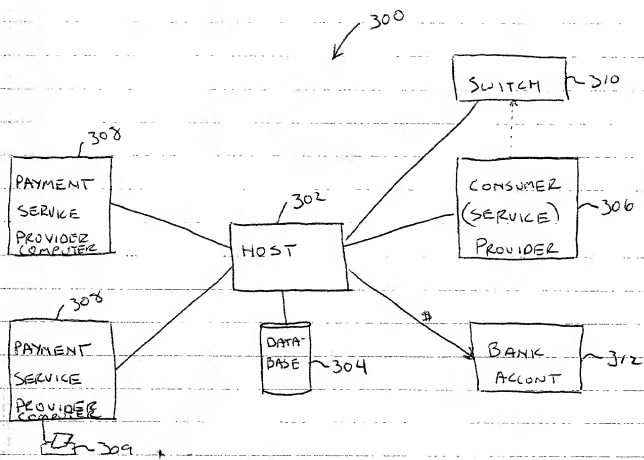 300
SWITCH
310
308
PAYMENT
SERVICE
PROVIDER
COMPUTER
302
HOST
CONSUMER
(SERVICE)
PROVIDER
306
308
PAYMENT
SERVICE
PROVIDER
COMPUTER
309
DATA-
BASE
304
$
BANK
ACCONT
312